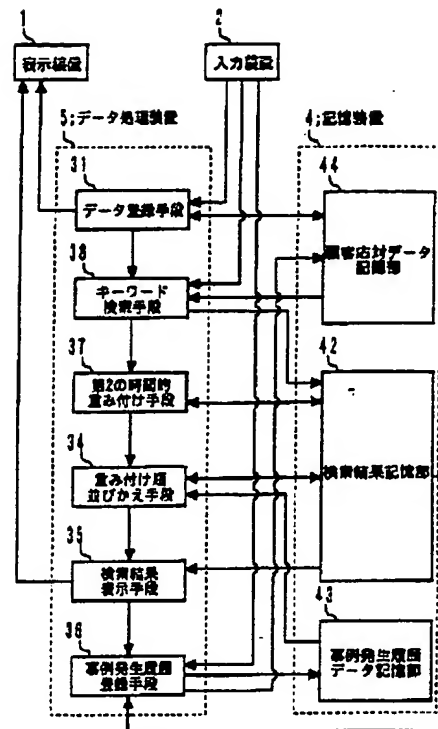 1
2
表示装置
入力装置
5;データ処理装置
4;記憶装置
31
データ登録手段
44
顧客応対データ
記憶部
38
キーワード
検索手段
42
検索結果記憶部
37
第2の時間的
重み付け手段
34
重み付け順
並びかえ手段
35
検索結果
表示手段
43
事例発生履歴
データ記憶部
36
事例発生履歴
登録手段